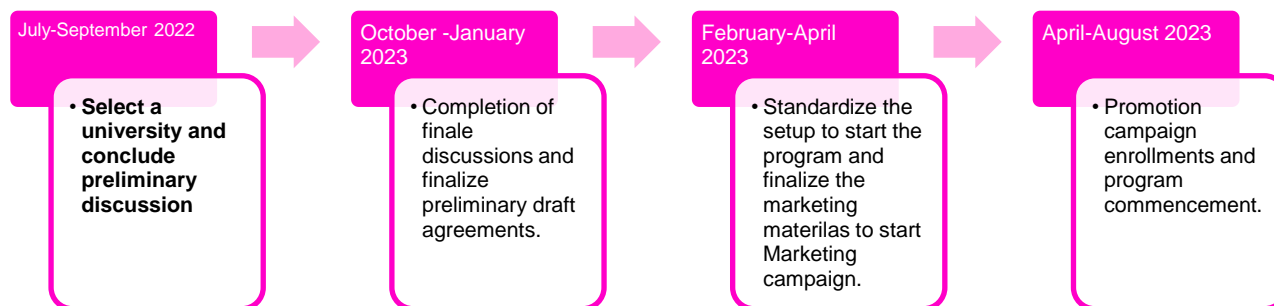 July-September 2022
• Select a
university and
conclude
preliminary
discussion
October -January
2023
• Completion of
finale
discussions and
finalize
preliminary draft
agreements.
February-April
2023
• Standardize the
setup to start the
program and
finalize the
marketing
materilas to start
Marketing
campaign.
April-August 2023
• Promotion
campaign
enrollments and
program
commencement.